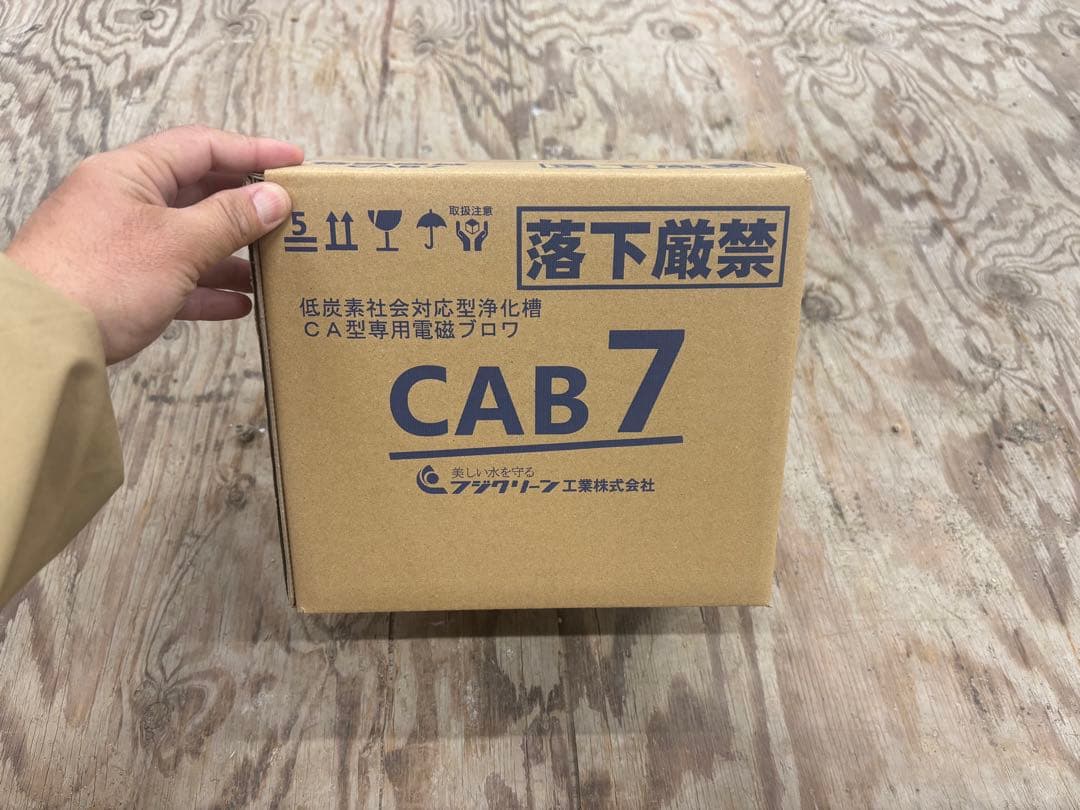 5
取扱注意
落下厳禁
低炭素社会対応型浄化槽
CA型専用電磁ブロワ
CAB7
美しい水を守る
フジクリーン工業株式会社